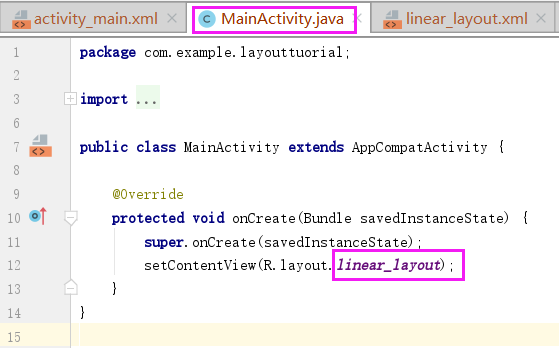 activity_main.xml MainActivity.java linear_layout.xml
1 package com.example.layouttuorial;
2
3 import ...
6
7 public class MainActivity extends AppCompatActivity {
8
9 @Override
10 protected void onCreate(Bundle savedInstanceState) {
11 super.onCreate(savedInstanceState);
12 setContentView(R.layout.linear_layout);
13 }
14 }
15